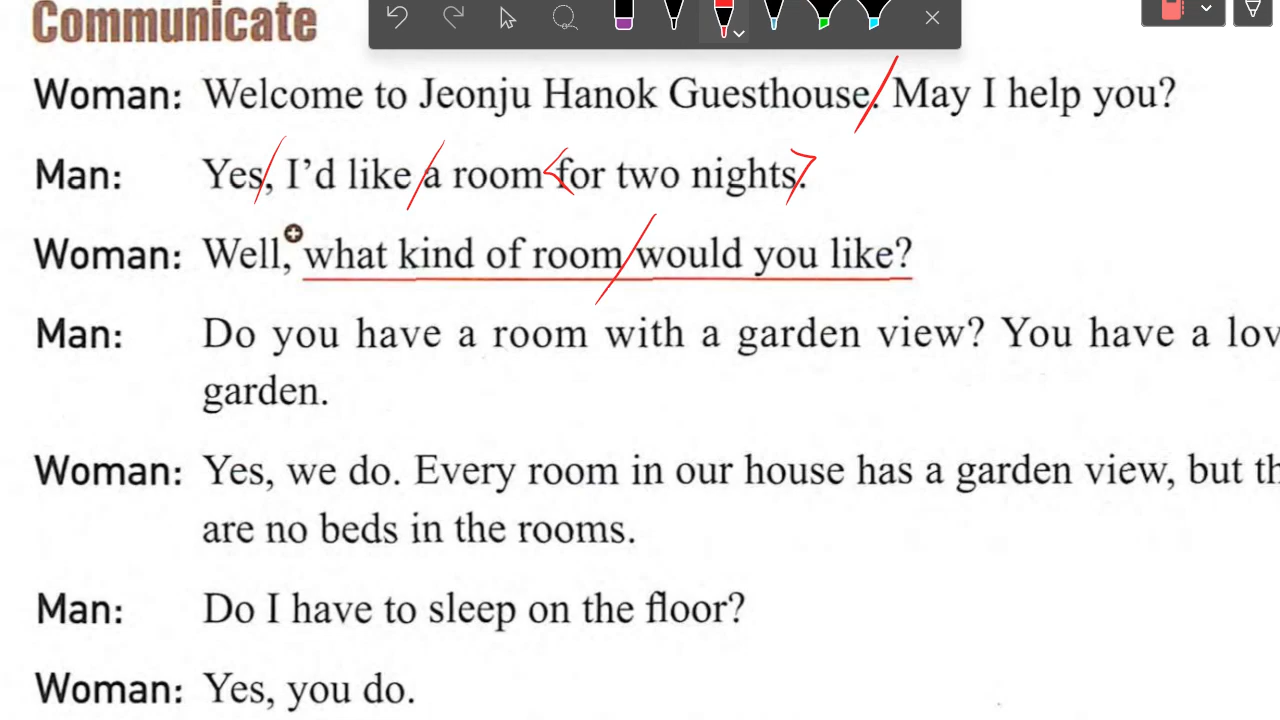 Communicate
Woman: Welcome to Jeonju Hanok Guesthouse. May I help you?
Man: Yes, I'd like a room for two nights.
Woman: Well, what kind of room would you like?
Man: Do you have a room with a garden view? You have a
garden.
Woman: Yes, we do. Every room in our house has a garden view, but
are no beds in the rooms.
Man: Do I have to sleep on the floor?
Woman: Yes, you do.